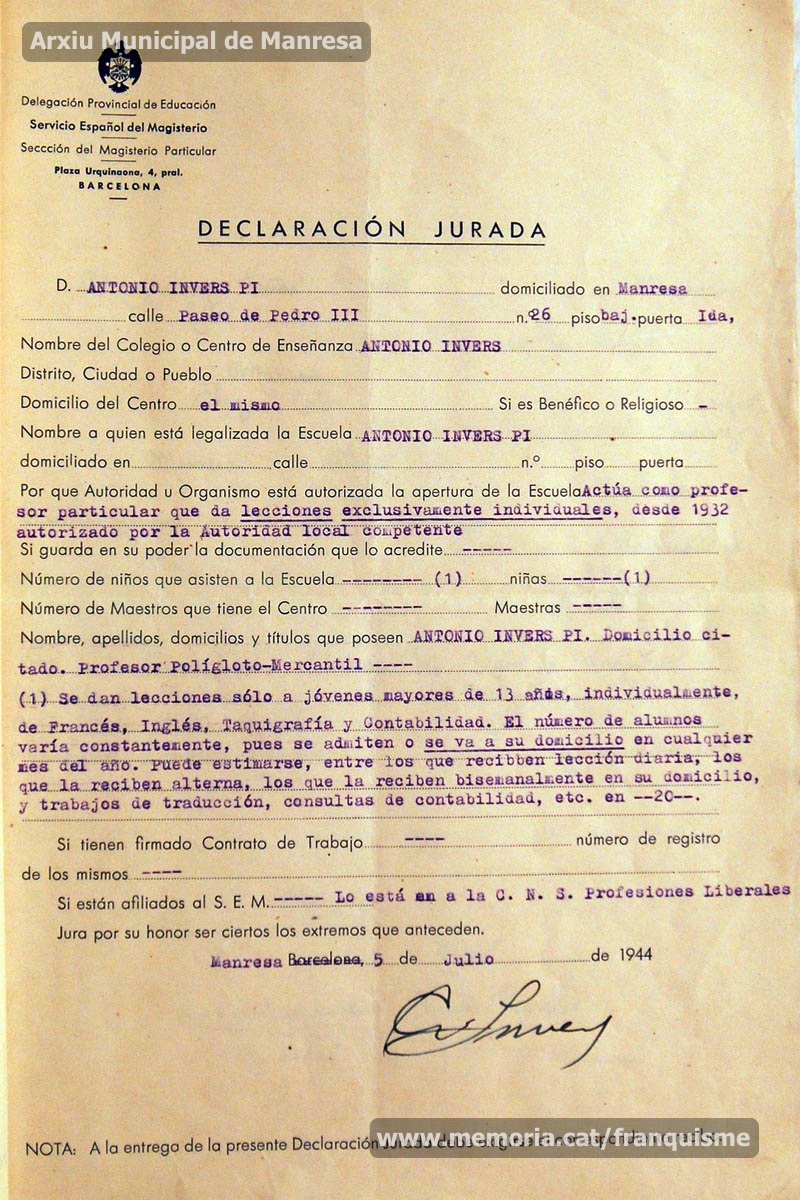 Arxiu Municipal de Manresa
Delegación Provincial de Educación
Servicio Español del Magisterio
Seccción del Magisterio Particular
Plaza Urquinaona, 4, pral.
BARCELONA
DECLARACIÓN JURADA
D. ANTONIO INVERS PI domiciliado en Manresa
calle Paseo de Pedro III n.º 26 piso baj. puerta Ida,
Nombre del Colegio o Centro de Enseñanza ANTONIO INVERS
Distrito, Ciudad o Pueblo
Domicilio del Centro el mismo Si es Benéfico o Religioso -
Nombre a quien está legalizada la Escuela ANTONIO INVERS PI
domiciliado en calle n.º piso puerta
Por que Autoridad u Organismo está autorizada la apertura de la Escuela Actúa como profe-
sor particular que da lecciones exclusivamente individuales, desde 1932
autorizado por la Autoridad local competente
Si guarda en su poder la documentación que lo acredite -----
Número de niños que asisten a la Escuela --------(1) niñas ------(1)
Número de Maestros que tiene el Centro -------- Maestras -----
Nombre, apellidos, domicilios y títulos que poseen ANTONIO INVERS PI. Domicilio ci-
tado. Profesor Polígloto-Mercantil ----
(1) Se dan lecciones sólo a jóvenes mayores de 13 años, individualmente,
de Francés, Inglés, Taquigrafía y Contabilidad. El número de alumnos
varía constantemente, pues se admiten o se va a su domicilio en cualquier
mes del año. Puede estimarse, entre los que recibben lección diaria, los
que la reciben alterna, los que la reciben bisemanalmente en su domicilio,
y trabajos de traducción, consultas de contabilidad, etc. en --20--.
Si tienen firmado Contrato de Trabajo ---- número de registro
de los mismos ----
Si están afiliados al S. E. M. ----- Lo está en a la C. N. S. Profesiones Liberales
Jura por su honor ser ciertos los extremos que anteceden.
Manresa Barcelona, 5 de Julio de 1944
A. Invers
NOTA: A la entrega de la presente Declaración Jurada
www.memoria.cat/franquisme